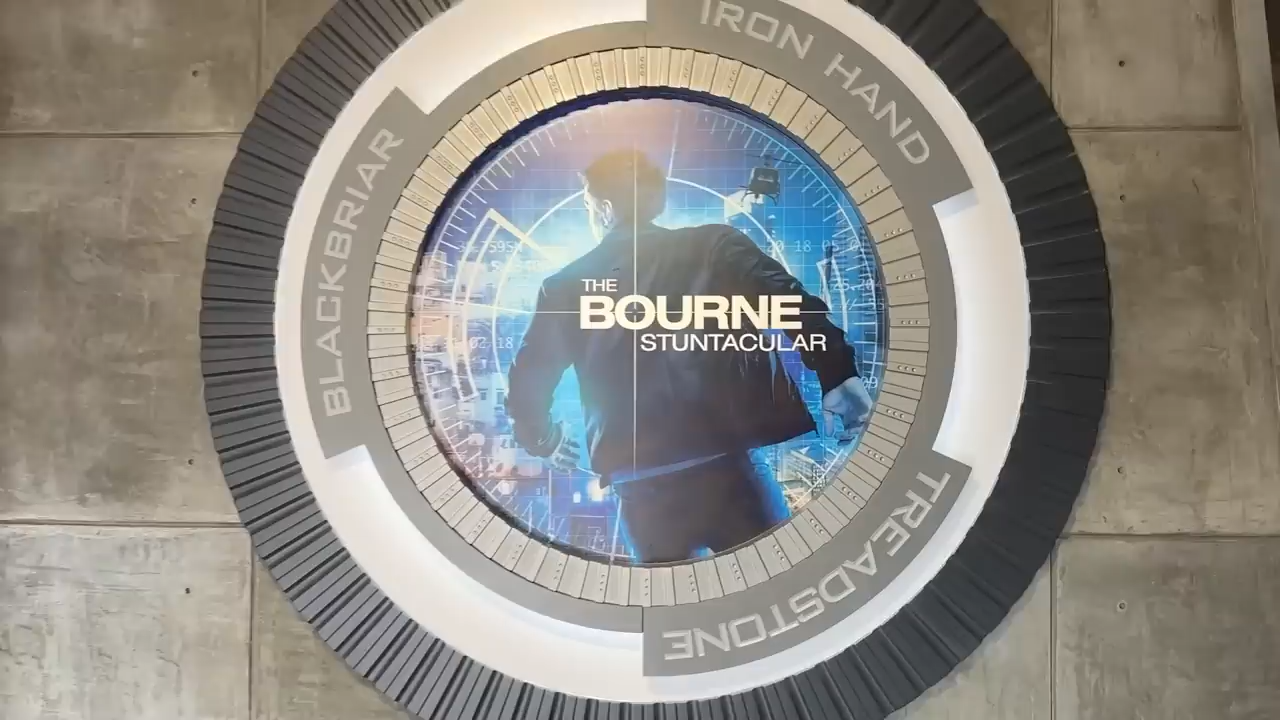 IRON HAND
BLACKBRIAR
THE
BOURNE
STUNTACULAR
TREADSTONE